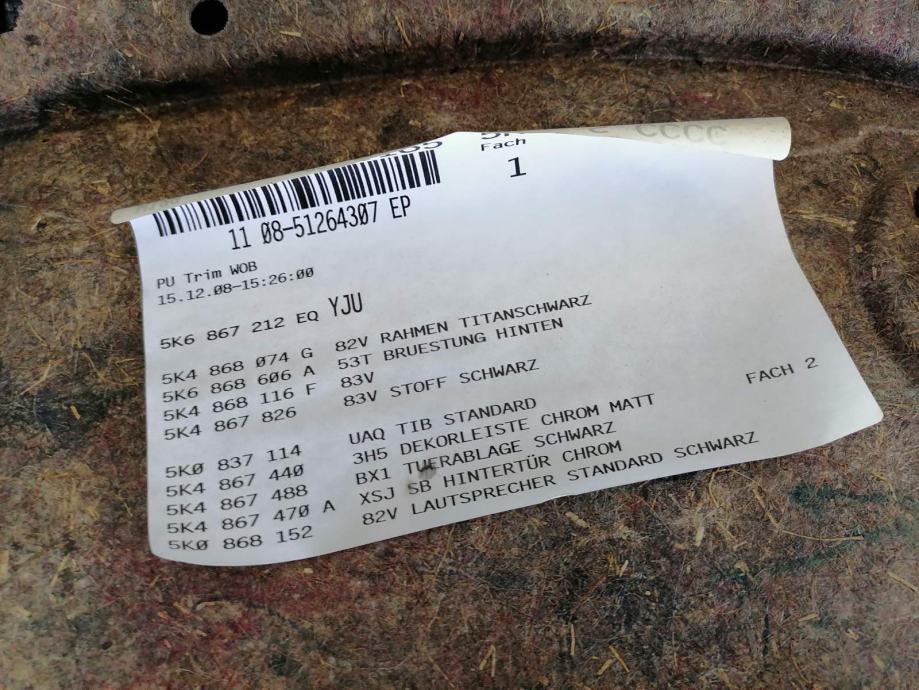 Fach
1
11 08-51264307 EP
PU Trim WOB
15.12.08-15:26:00
5K6 867 212 EQ YJU
5K4 868 074 G 82V RAHMEN TITANSCHWARZ
5K6 868 606 A 53T BRUESTUNG HINTEN
5K4 868 116 F 83V
5K4 867 826 83V STOFF SCHWARZ
FACH 2
5K0 837 114 UAQ TIB STANDARD
5K4 867 440 3H5 DEKORLEISTE CHROM MATT
5K4 867 488 BX1 TUERABLAGE SCHWARZ
5K4 867 470 A XSJ SB HINTERTÜR CHROM
5K0 868 152 82V LAUTSPRECHER STANDARD SCHWARZ